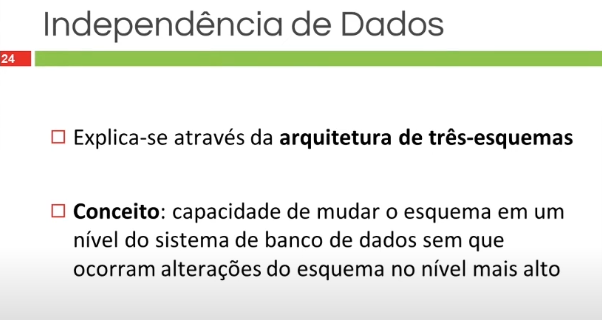 Independência de Dados
24
Explica-se através da arquitetura de três-esquemas
Conceito: capacidade de mudar o esquema em um
nível do sistema de banco de dados sem que
ocorram alterações do esquema no nível mais alto